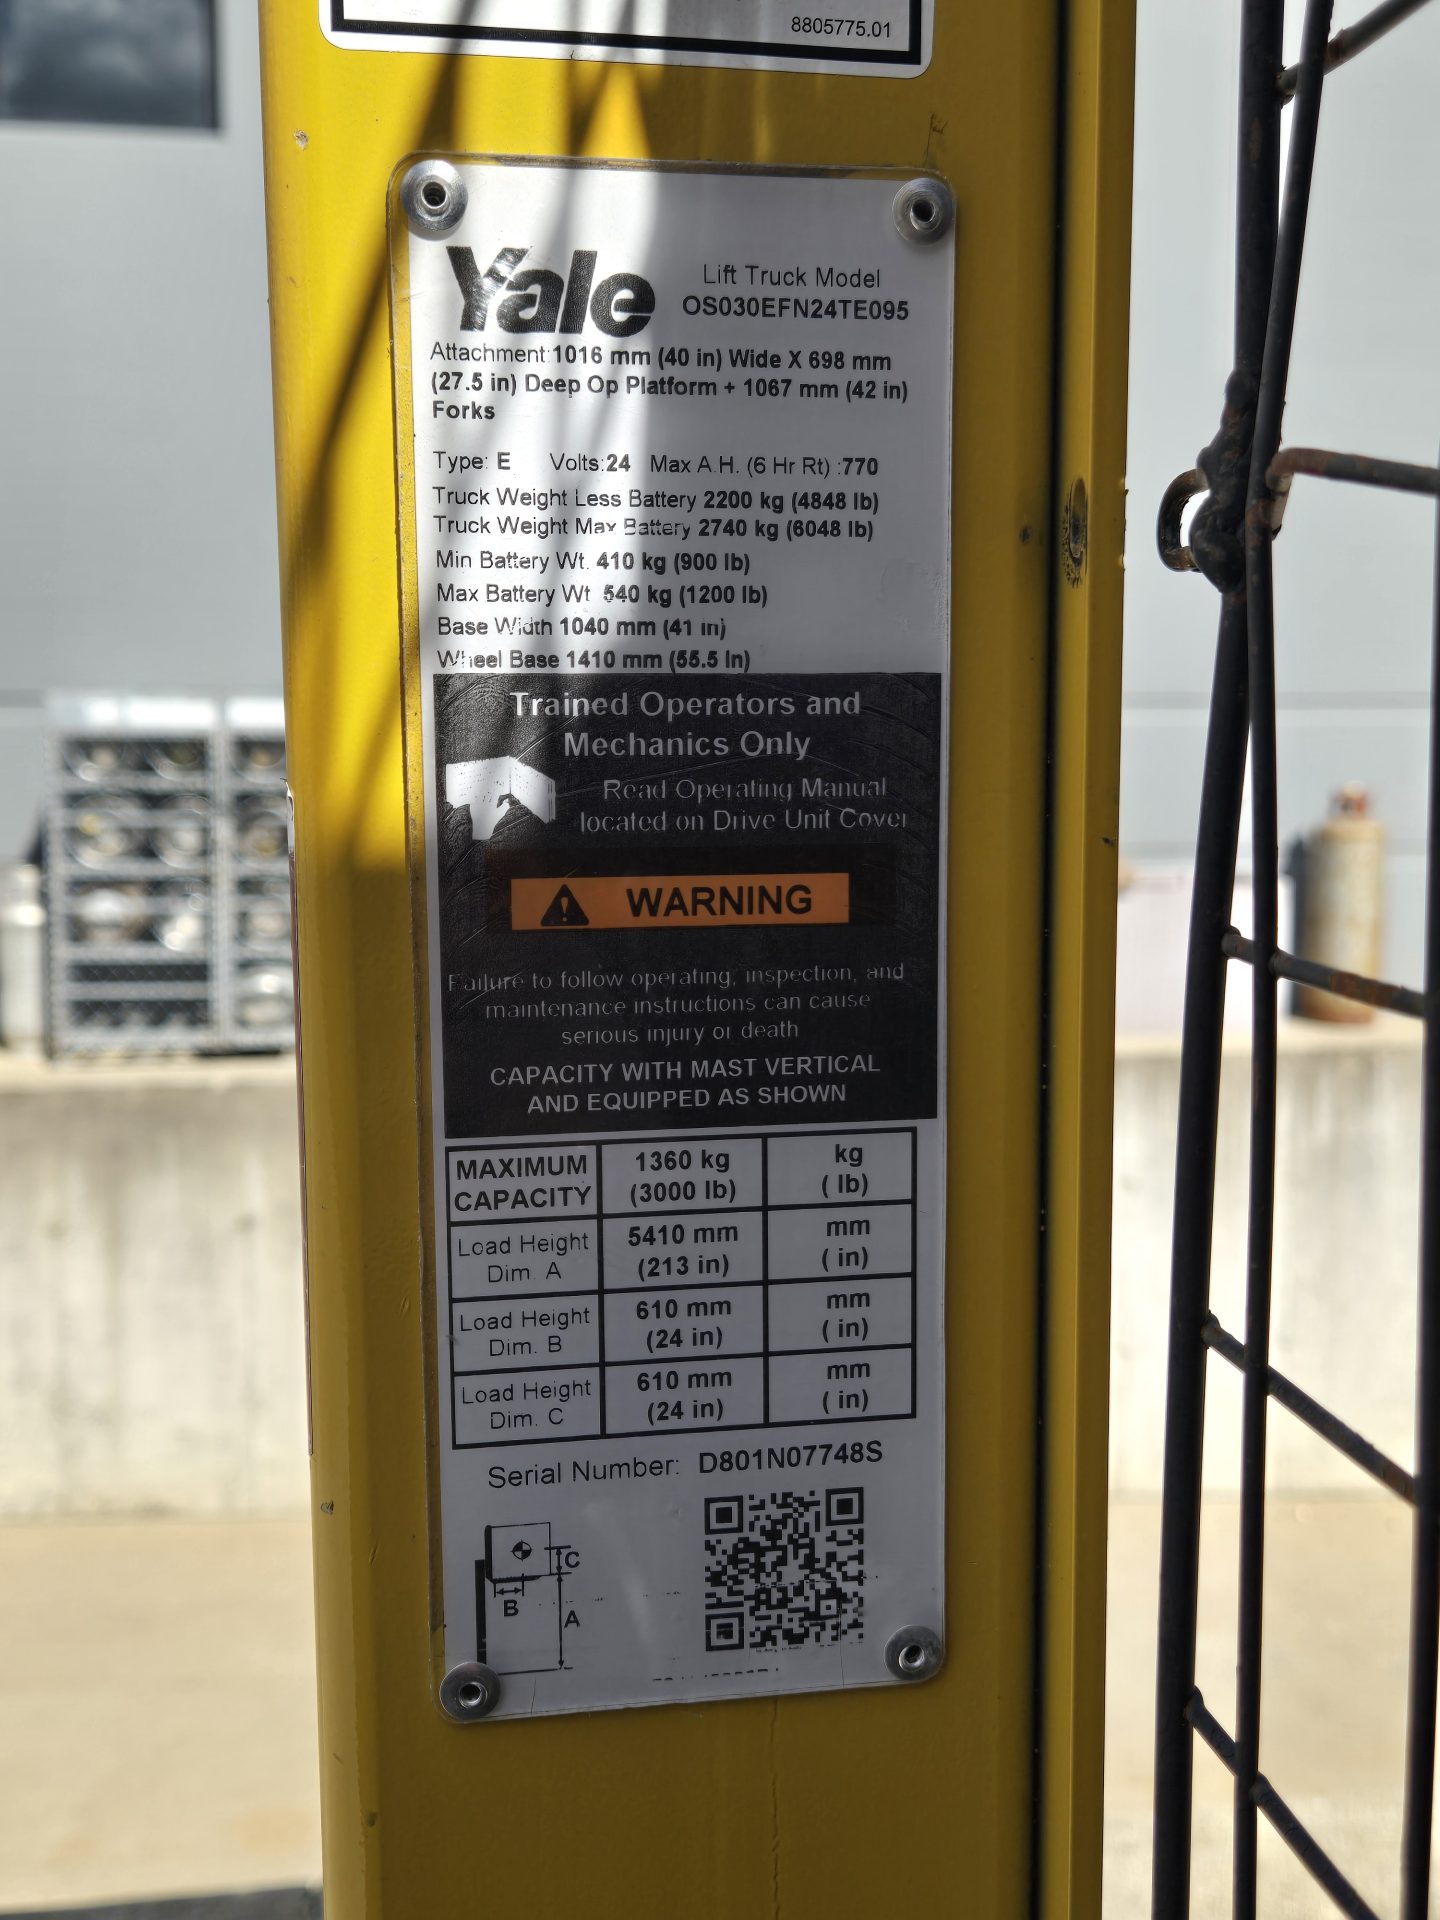 8805775.01
Yale
Lift Truck Model
OS030EFN24TE095
Attachment:1016 mm (40 in) Wide X 698 mm
(27.5 in) Deep Op Platform + 1067 mm (42 in)
Forks
Type: E Volts:24 Max A.H. (6 Hr Rt) :770
Truck Weight Less Battery 2200 kg (4848 lb)
Truck Weight Max Battery 2740 kg (6048 lb)
Min Battery Wt. 410 kg (900 lb)
Max Battery Wt 540 kg (1200 lb)
Base Width 1040 mm (41 in)
Wheel Base 1410 mm (55.5 in)
Trained Operators and
Mechanics Only
Read Operating Manual
located on Drive Unit Cover
WARNING
Failure to follow operating, inspection, and
maintenance instructions can cause
serious injury or death
CAPACITY WITH MAST VERTICAL
AND EQUIPPED AS SHOWN
MAXIMUM CAPACITY 1360 kg (3000 lb) kg ( lb)
Load Height Dim. A 5410 mm (213 in) mm ( in)
Load Height Dim. B 610 mm (24 in) mm ( in)
Load Height Dim. C 610 mm (24 in) mm ( in)
Serial Number: D801N07748S
C
B
A